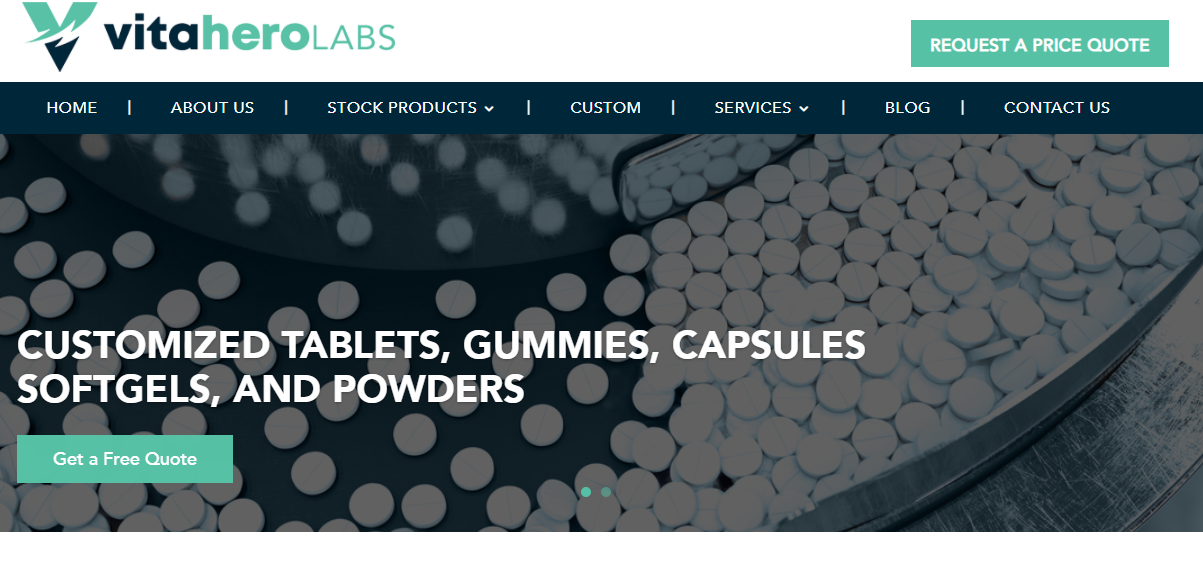 vitaheroLABS
REQUEST A PRICE QUOTE
HOME | ABOUT US | STOCK PRODUCTS | CUSTOM | SERVICES | BLOG | CONTACT US
CUSTOMIZED TABLETS, GUMMIES, CAPSULES
SOFTGELS, AND POWDERS
Get a Free Quote